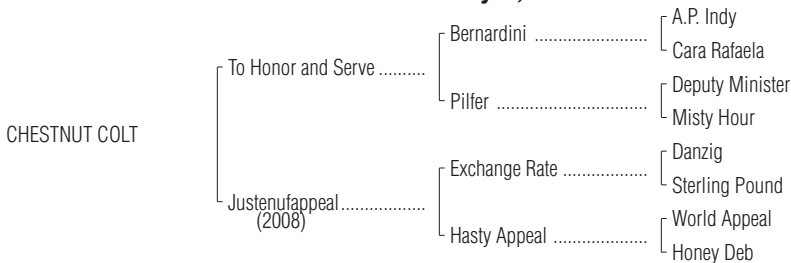 A.P. Indy
Bernardini ..............................
Cara Rafaela
To Honor and Serve ..........
Deputy Minister
Pilfer ........................................
Misty Hour
CHESTNUT COLT
Danzig
Exchange Rate ......................
Sterling Pound
Justenufappeal ..................
(2008)
World Appeal
Hasty Appeal .........................
Honey Deb